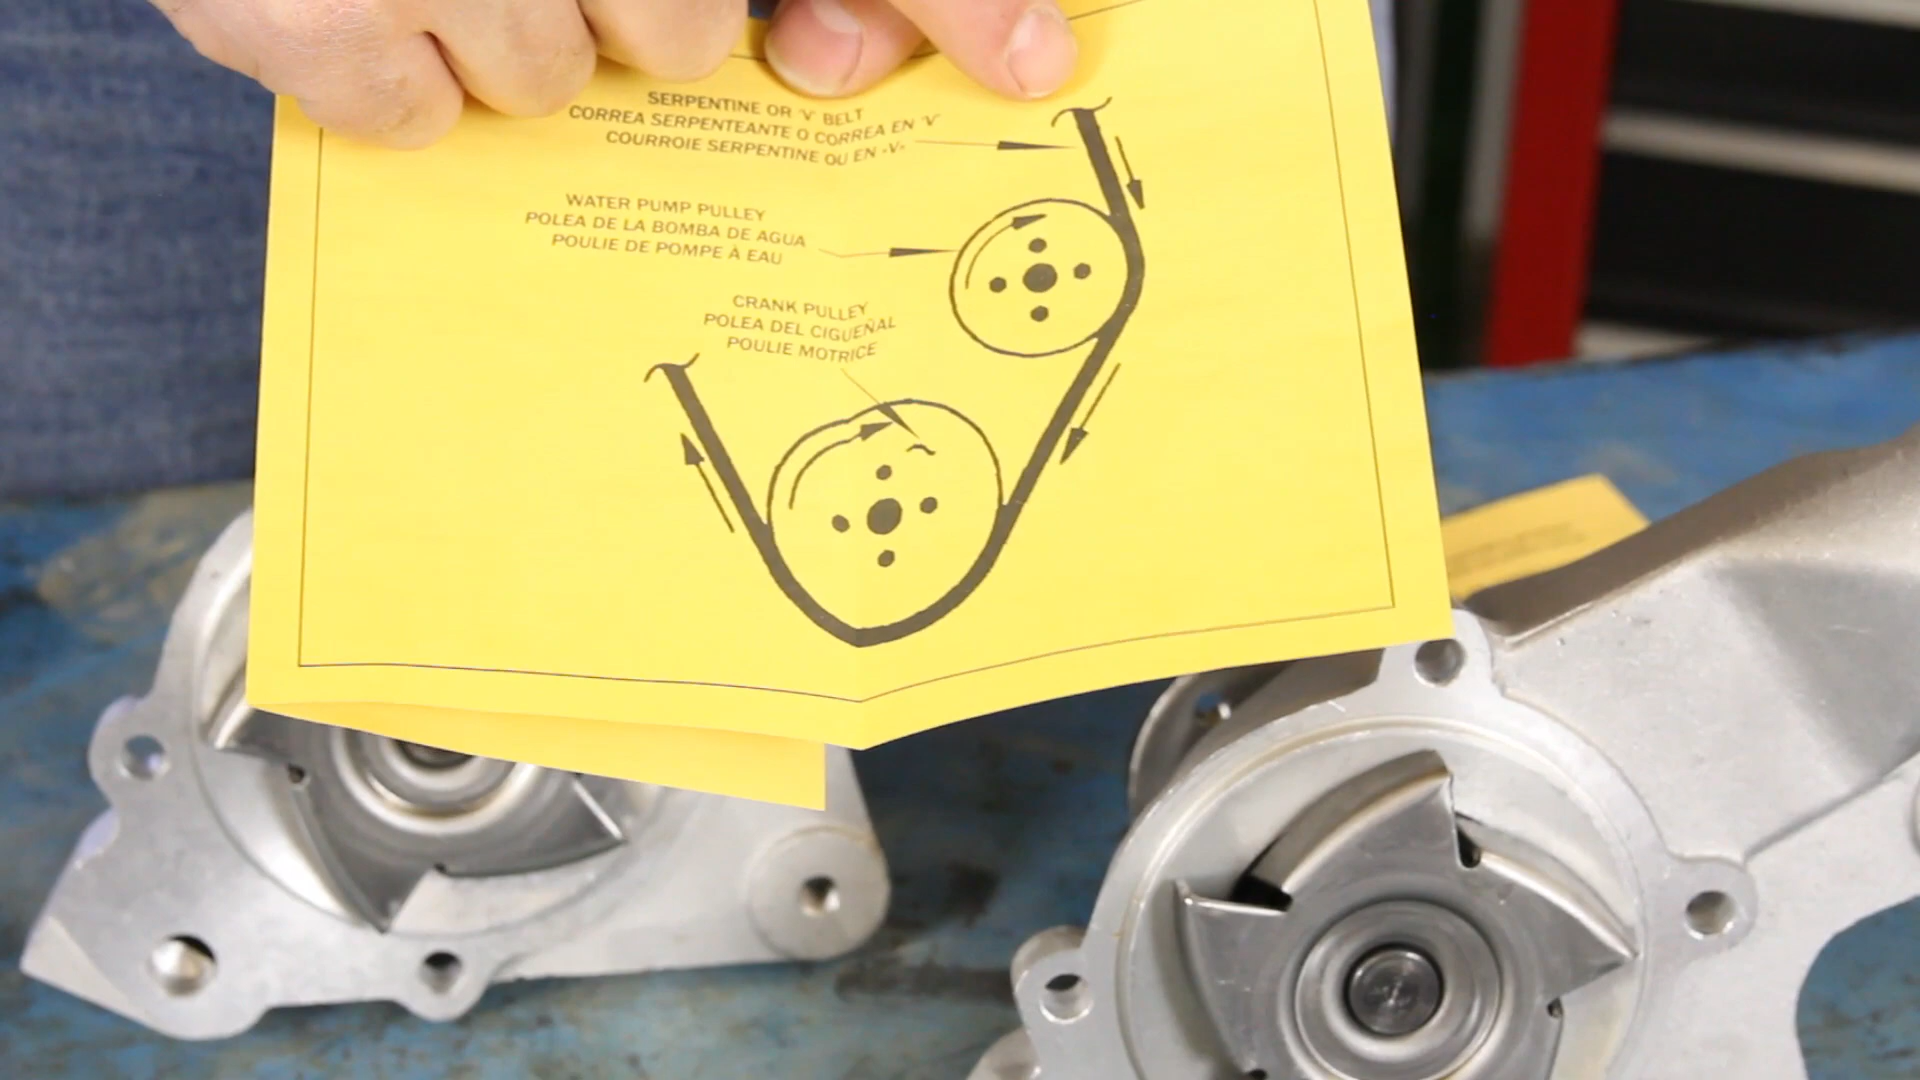 SERPENTINE OR 'V' BELT
CORREA SERPENTEANTE O CORREA EN 'V'
COURROIE SERPENTINE OU EN «V»
WATER PUMP PULLEY
POLEA DE LA BOMBA DE AGUA
POULIE DE POMPE À EAU
CRANK PULLEY
POLEA DEL CIGUEÑAL
POULIE MOTRICE